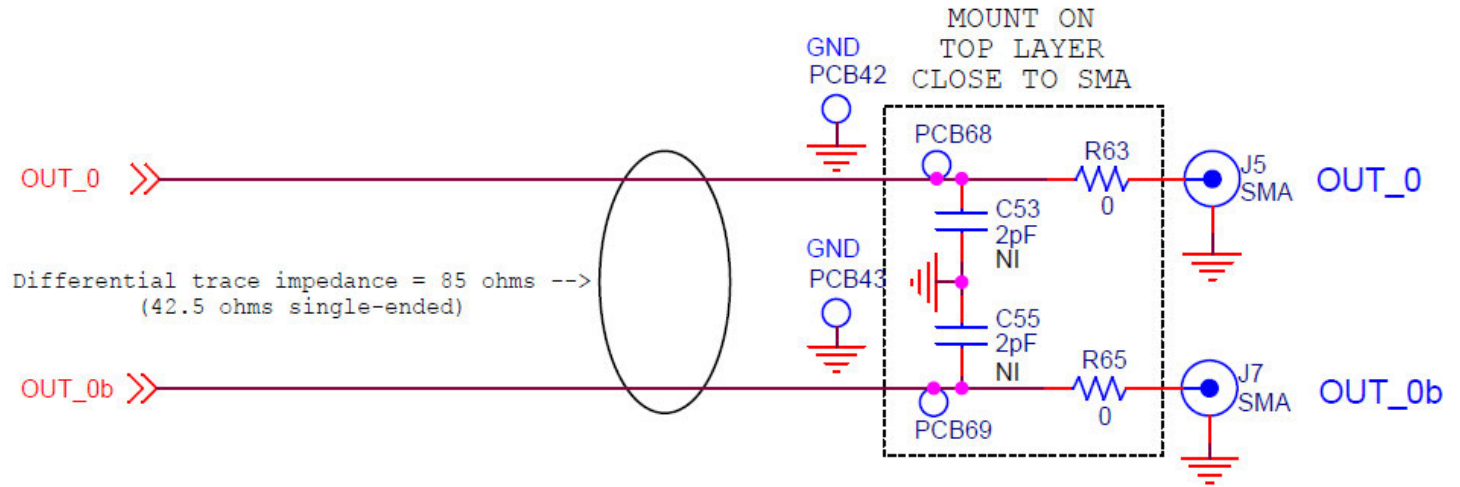 MOUNT ON
TOP LAYER
CLOSE TO SMA
GND
PCB42
PCB68
R63
0
J5
SMA
OUT_0
OUT_0
C53
2pF
NI
GND
PCB43
Differential trace impedance = 85 ohms -->
(42.5 ohms single-ended)
C55
2pF
NI
R65
0
J7
SMA
OUT_0b
OUT_0b
PCB69